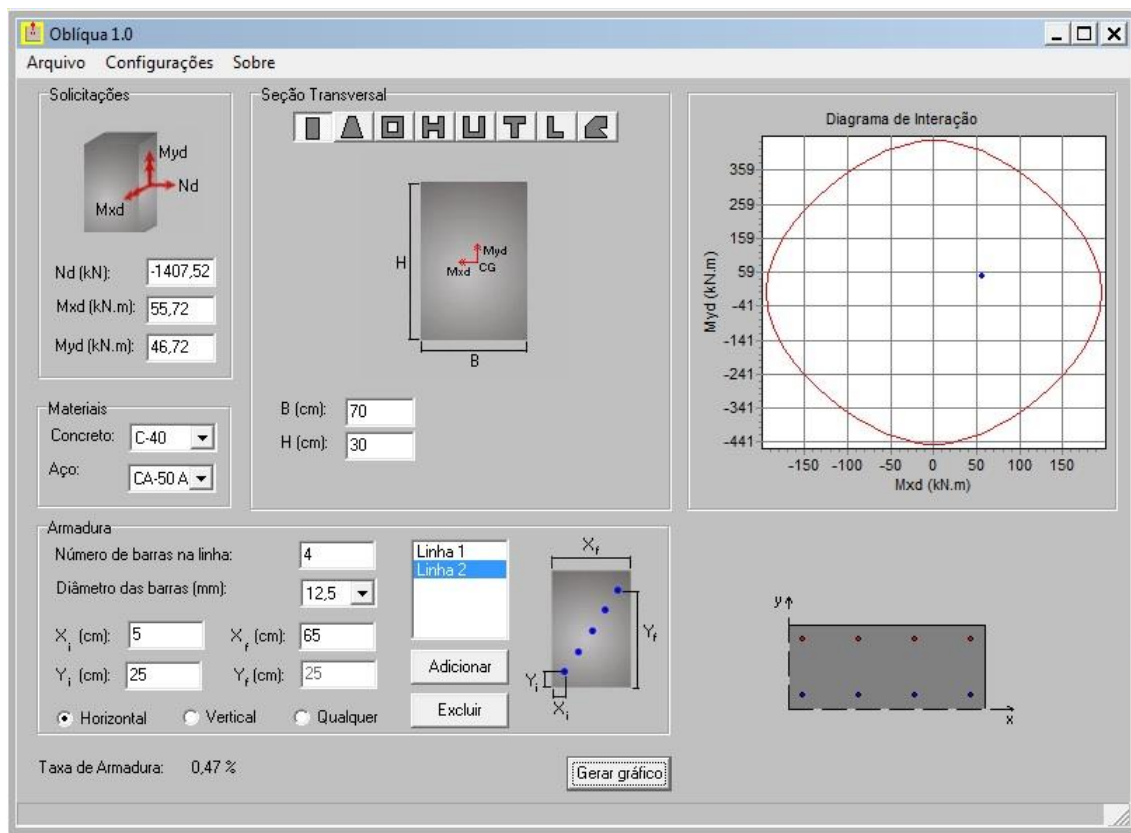 Oblíqua 1.0
Arquivo Configurações Sobre
Solicitações
Myd
Nd
Mxd
Nd (kN): -1407,52
Mxd (kN.m): 55,72
Myd (kN.m): 46,72
Materiais
Concreto: C-40
Aço: CA-50 A
Seção Transversal
H
Myd
Mxd
CG
B
B (cm): 70
H (cm): 30
Diagrama de Interação
Myd (kN.m)
359
259
159
59
-41
-141
-241
-341
-441
-150 -100 -50 0 50 100 150
Mxd (kN.m)
Armadura
Número de barras na linha: 4
Diâmetro das barras (mm): 12,5
Xi (cm): 5 Xf (cm): 65
Yi (cm): 25 Yf (cm): 25
Horizontal Vertical Qualquer
Linha 1
Linha 2
Adicionar
Excluir
Xf
Yf
Yi
Xi
y
x
Taxa de Armadura: 0,47 %
Gerar gráfico